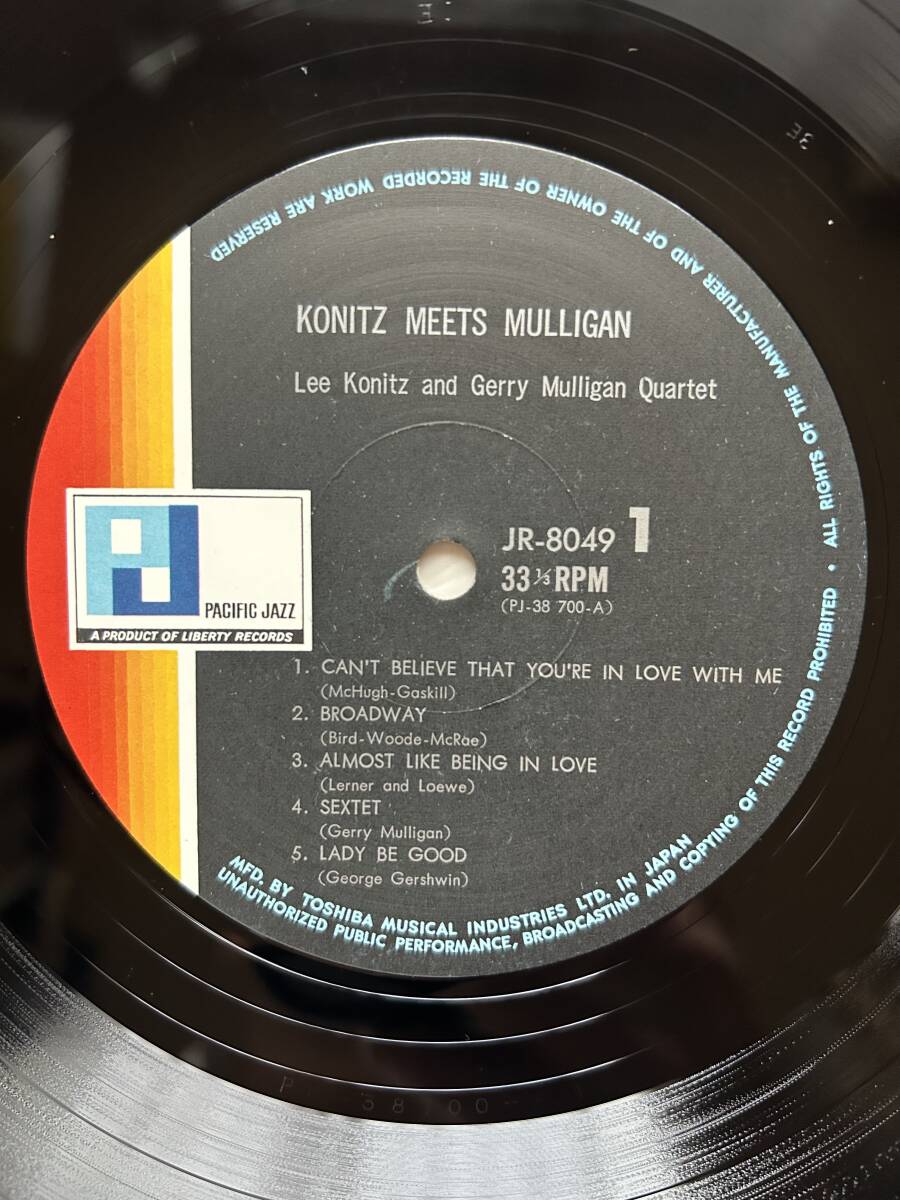 KONITZ MEETS MULLIGAN
Lee Konitz and Gerry Mulligan Quartet
JR-8049 1
33 1/3 RPM
(PJ-38 700-A)
PJ
PACIFIC JAZZ
A PRODUCT OF LIBERTY RECORDS
1. CAN'T BELIEVE THAT YOU'RE IN LOVE WITH ME
(McHugh-Gaskill)
2. BROADWAY
(Bird-Woode-McRae)
3. ALMOST LIKE BEING IN LOVE
(Lerner and Loewe)
4. SEXTET
(Gerry Mulligan)
5. LADY BE GOOD
(George Gershwin)
MFD. BY TOSHIBA MUSICAL INDUSTRIES LTD. IN JAPAN
UNAUTHORIZED PUBLIC PERFORMANCE, BROADCASTING AND COPYING OF THIS RECORD PROHIBITED • ALL RIGHTS OF THE MANUFACTURER AND OF THE OWNER OF THE RECORDED WORK ARE RESERVED
3E